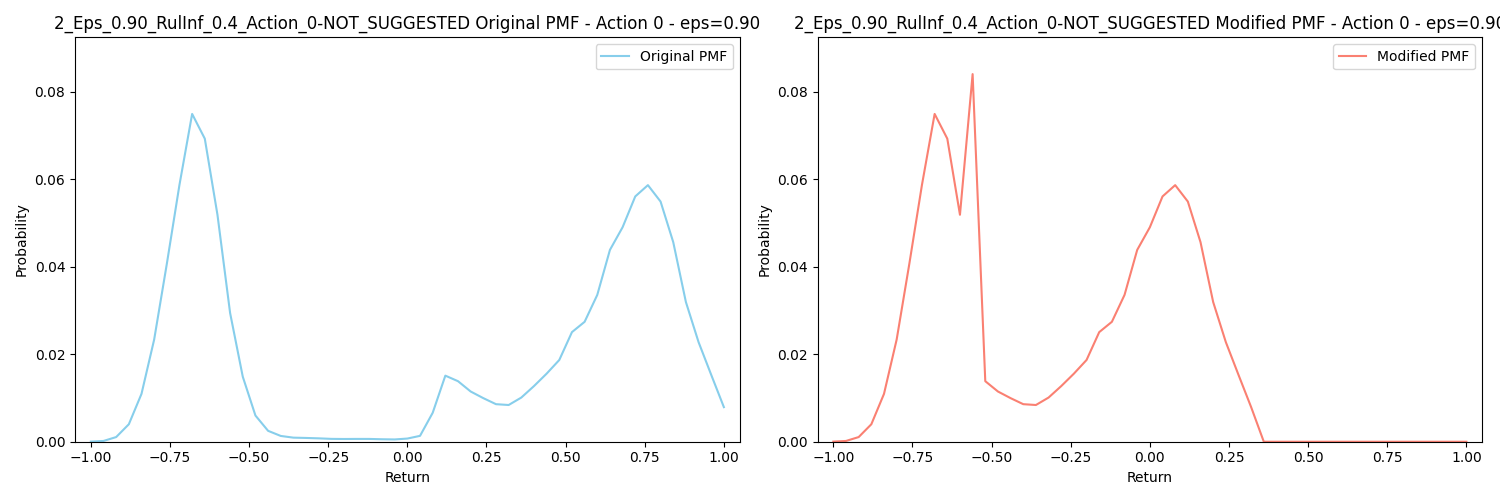 2_Eps_0.90_RulInf_0.4_Action_0-NOT_SUGGESTED Original PMF - Action 0 - eps=0.90
Original PMF
0.08
0.06
0.04
0.02
0.00
Probability
−1.00 −0.75 −0.50 −0.25 0.00 0.25 0.50 0.75 1.00
Return
2_Eps_0.90_RulInf_0.4_Action_0-NOT_SUGGESTED Modified PMF - Action 0 - eps=0.90
Modified PMF
0.08
0.06
0.04
0.02
0.00
Probability
−1.00 −0.75 −0.50 −0.25 0.00 0.25 0.50 0.75 1.00
Return